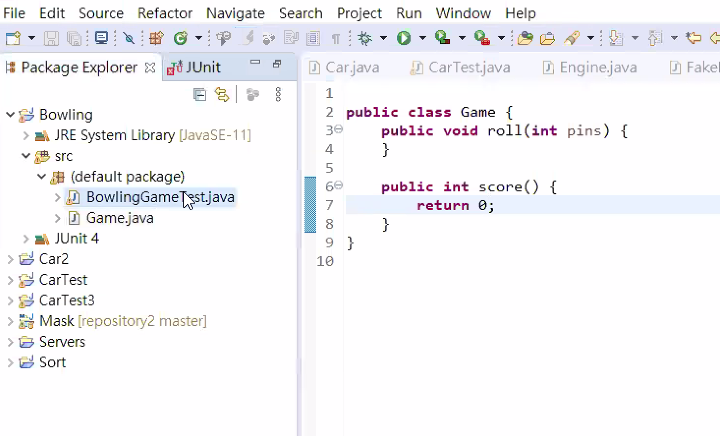 File Edit Source Refactor Navigate Search Project Run Window Help
Package Explorer JUnit
Car.java CarTest.java Engine.java FakeI
Bowling
JRE System Library [JavaSE-11]
src
(default package)
BowlingGameTest.java
Game.java
JUnit 4
Car2
CarTest
CarTest3
Mask [repository2 master]
Servers
Sort
1
2 public class Game {
3 public void roll(int pins) {
4 }
5
6 public int score() {
7 return 0;
8 }
9 }
10